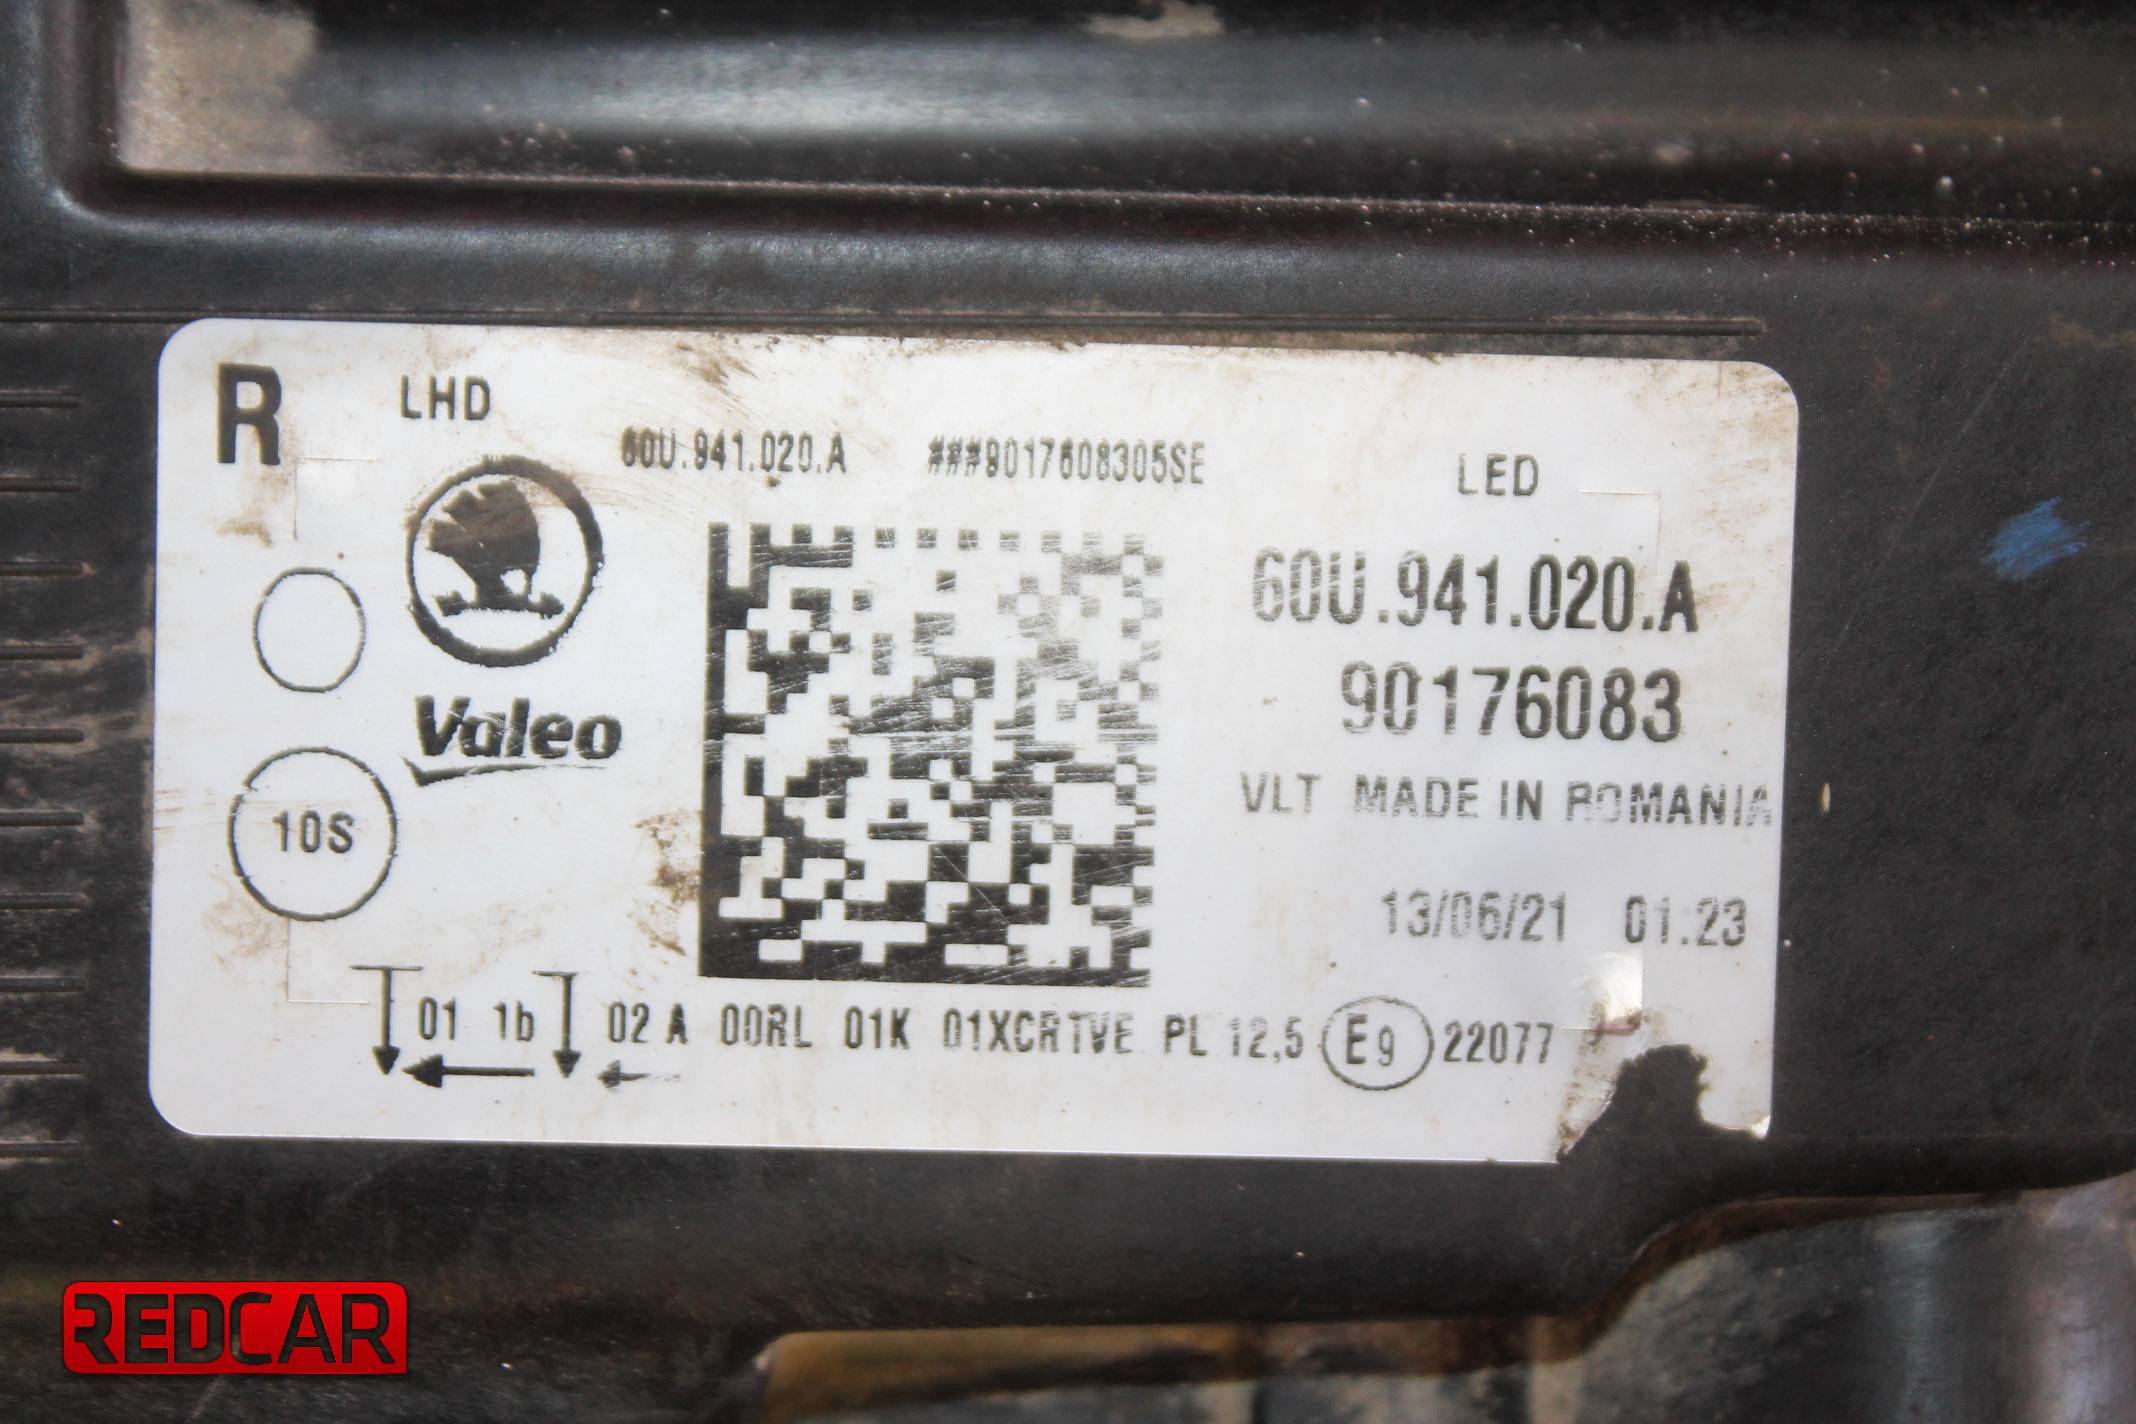 R LHD
60U.941.020.A ###9017608305SE
LED
60U.941.020.A
90176083
Valeo
VLT MADE IN ROMANIA
10S
13/06/21 01:23
01 1b 02 A 00RL 01K 01XCRTVE PL 12,5 E9 22077
REDCAR